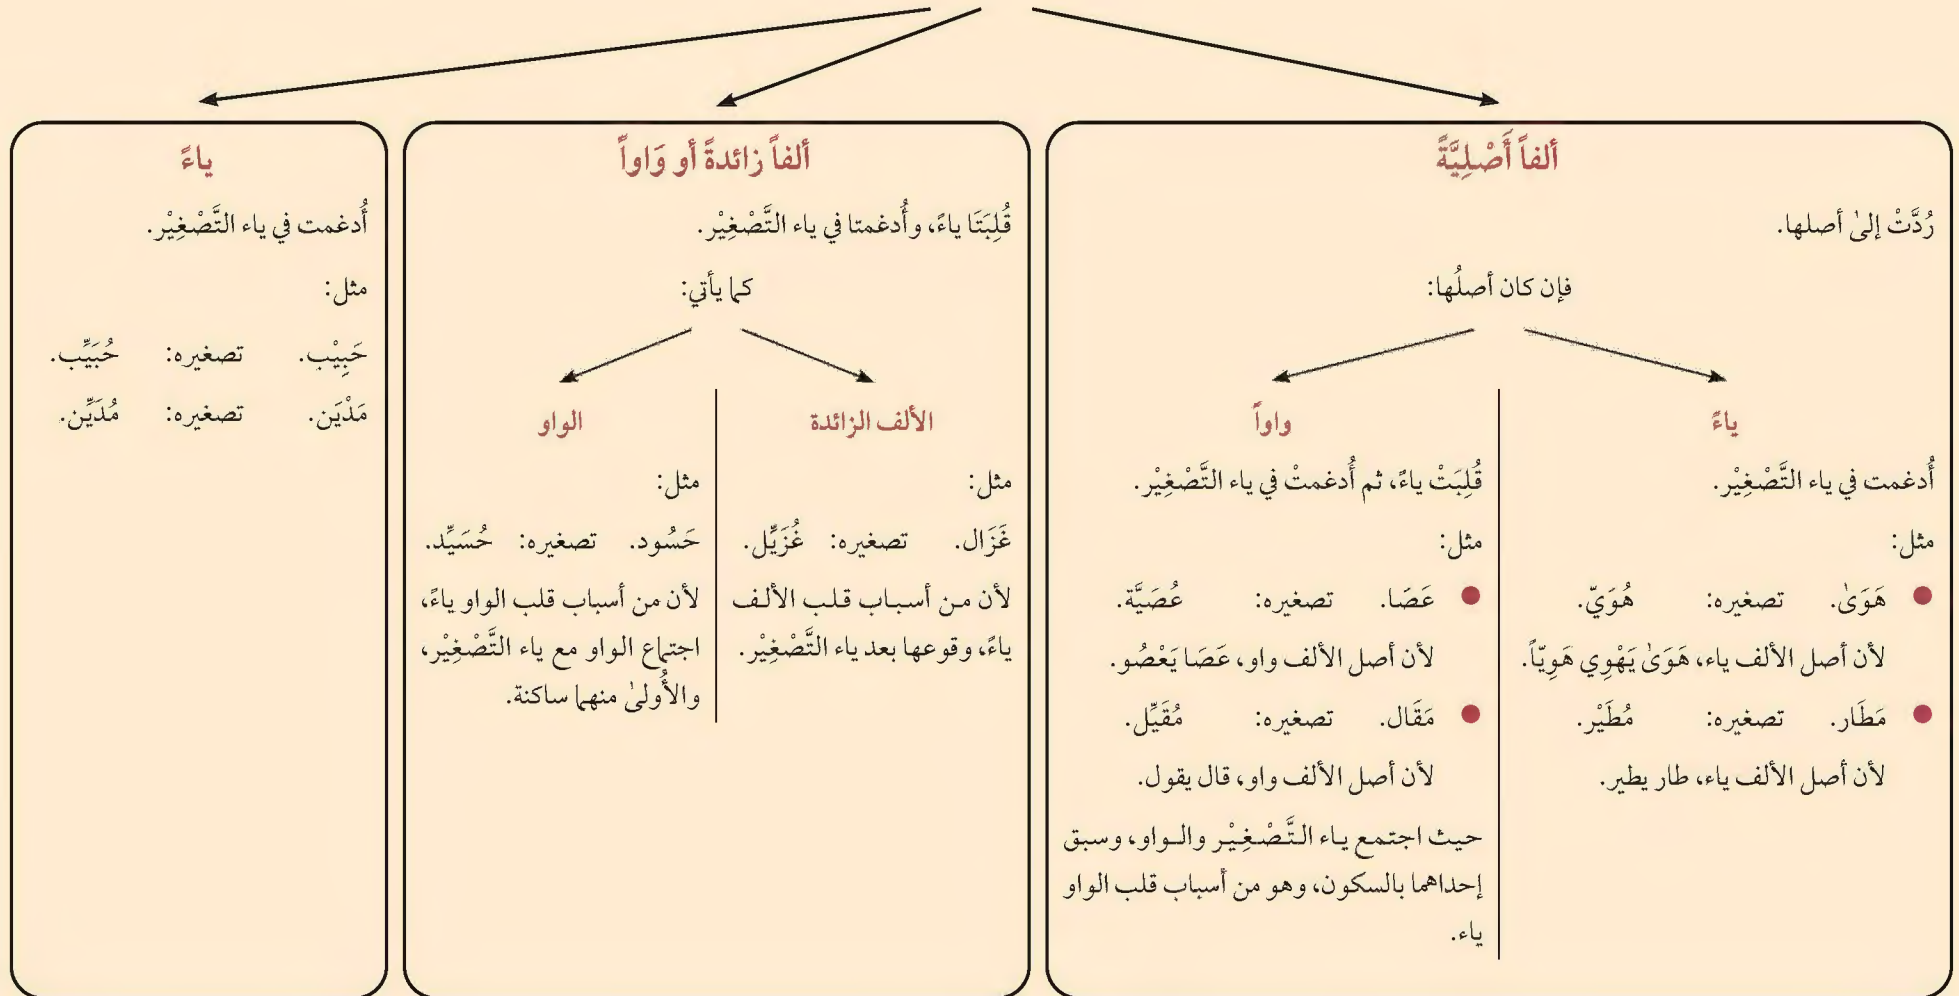 ألفاً أَصْلِيَّةً
رُدَّتْ إلىٰ أصلها.
فإن كان أصلُها:
ياءً
أُدغمت في ياء التَّصْغِيْر.
مثل:
● هَوَىٰ. تصغيره: هُوَيّ.
لأن أصل الألف ياء، هَوَىٰ يَهْوِي هَوِيّاً.
● مَطَار. تصغيره: مُطَيْر.
لأن أصل الألف ياء، طار يطير.
واواً
قُلِبَتْ ياءً، ثم أُدغمتْ في ياء التَّصْغِيْر.
مثل:
● عَصَا. تصغيره: عُصَيَّة.
لأن أصل الألف واو، عَصَا يَعْصُو.
● مَقَال. تصغيره: مُقَيِّل.
لأن أصل الألف واو، قال يقول.
حيث اجتمع ياء التَّصْغِيْر والـواو، وسبق
إحداهما بالسكون، وهو من أسباب قلب الواو
ياء.
ألفاً زائدةً أو وَاواً
قُلِبَتَا ياءً، وأُدغمتا في ياء التَّصْغِيْر.
كما يأتي:
الألف الزائدة
مثل:
غَزَال. تصغيره: غُزَيِّل.
لأن من أسباب قلب الألف
ياءً، وقوعها بعد ياء التَّصْغِيْر.
الواو
مثل:
حَسُود. تصغيره: حُسَيِّد.
لأن من أسباب قلب الواو ياءً،
اجتماع الواو مع ياء التَّصْغِيْر،
والأُولىٰ منهما ساكنة.
ياءً
أُدغمت في ياء التَّصْغِيْر.
مثل:
حَبِيْب. تصغيره: حُبَيِّب.
مَدْيَن. تصغيره: مُدَيِّن.